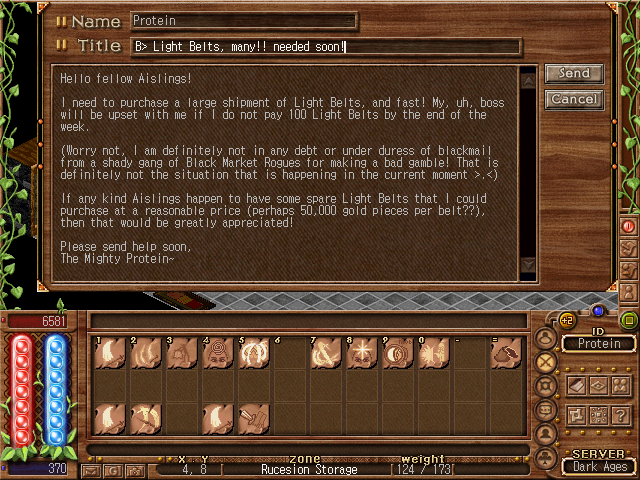 Name Protein
Title B> Light Belts, many!! needed soon!
Hello fellow Aislings!
I need to purchase a large shipment of Light Belts, and fast! My, uh, boss
will be upset with me if I do not pay 100 Light Belts by the end of the
week.
(Worry not, I am definitely not in any debt or under duress of blackmail
from a shady gang of Black Market Rogues for making a bad gamble! That is
definitely not the situation that is happening in the current moment >.<)
If any kind Aislings happen to have some spare Light Belts that I could
purchase at a reasonable price (perhaps 50,000 gold pieces per belt??),
then that would be greatly appreciated!
Please send help soon,
The Mighty Protein~
Send
Cancel
6581
+2
1 2 3 4 5 6 7 8 9 0 - =
ID
Protein
370
G
?
X Y zone weight
4, 8 Rucesion Storage 124 / 173
SERVER
Dark Ages